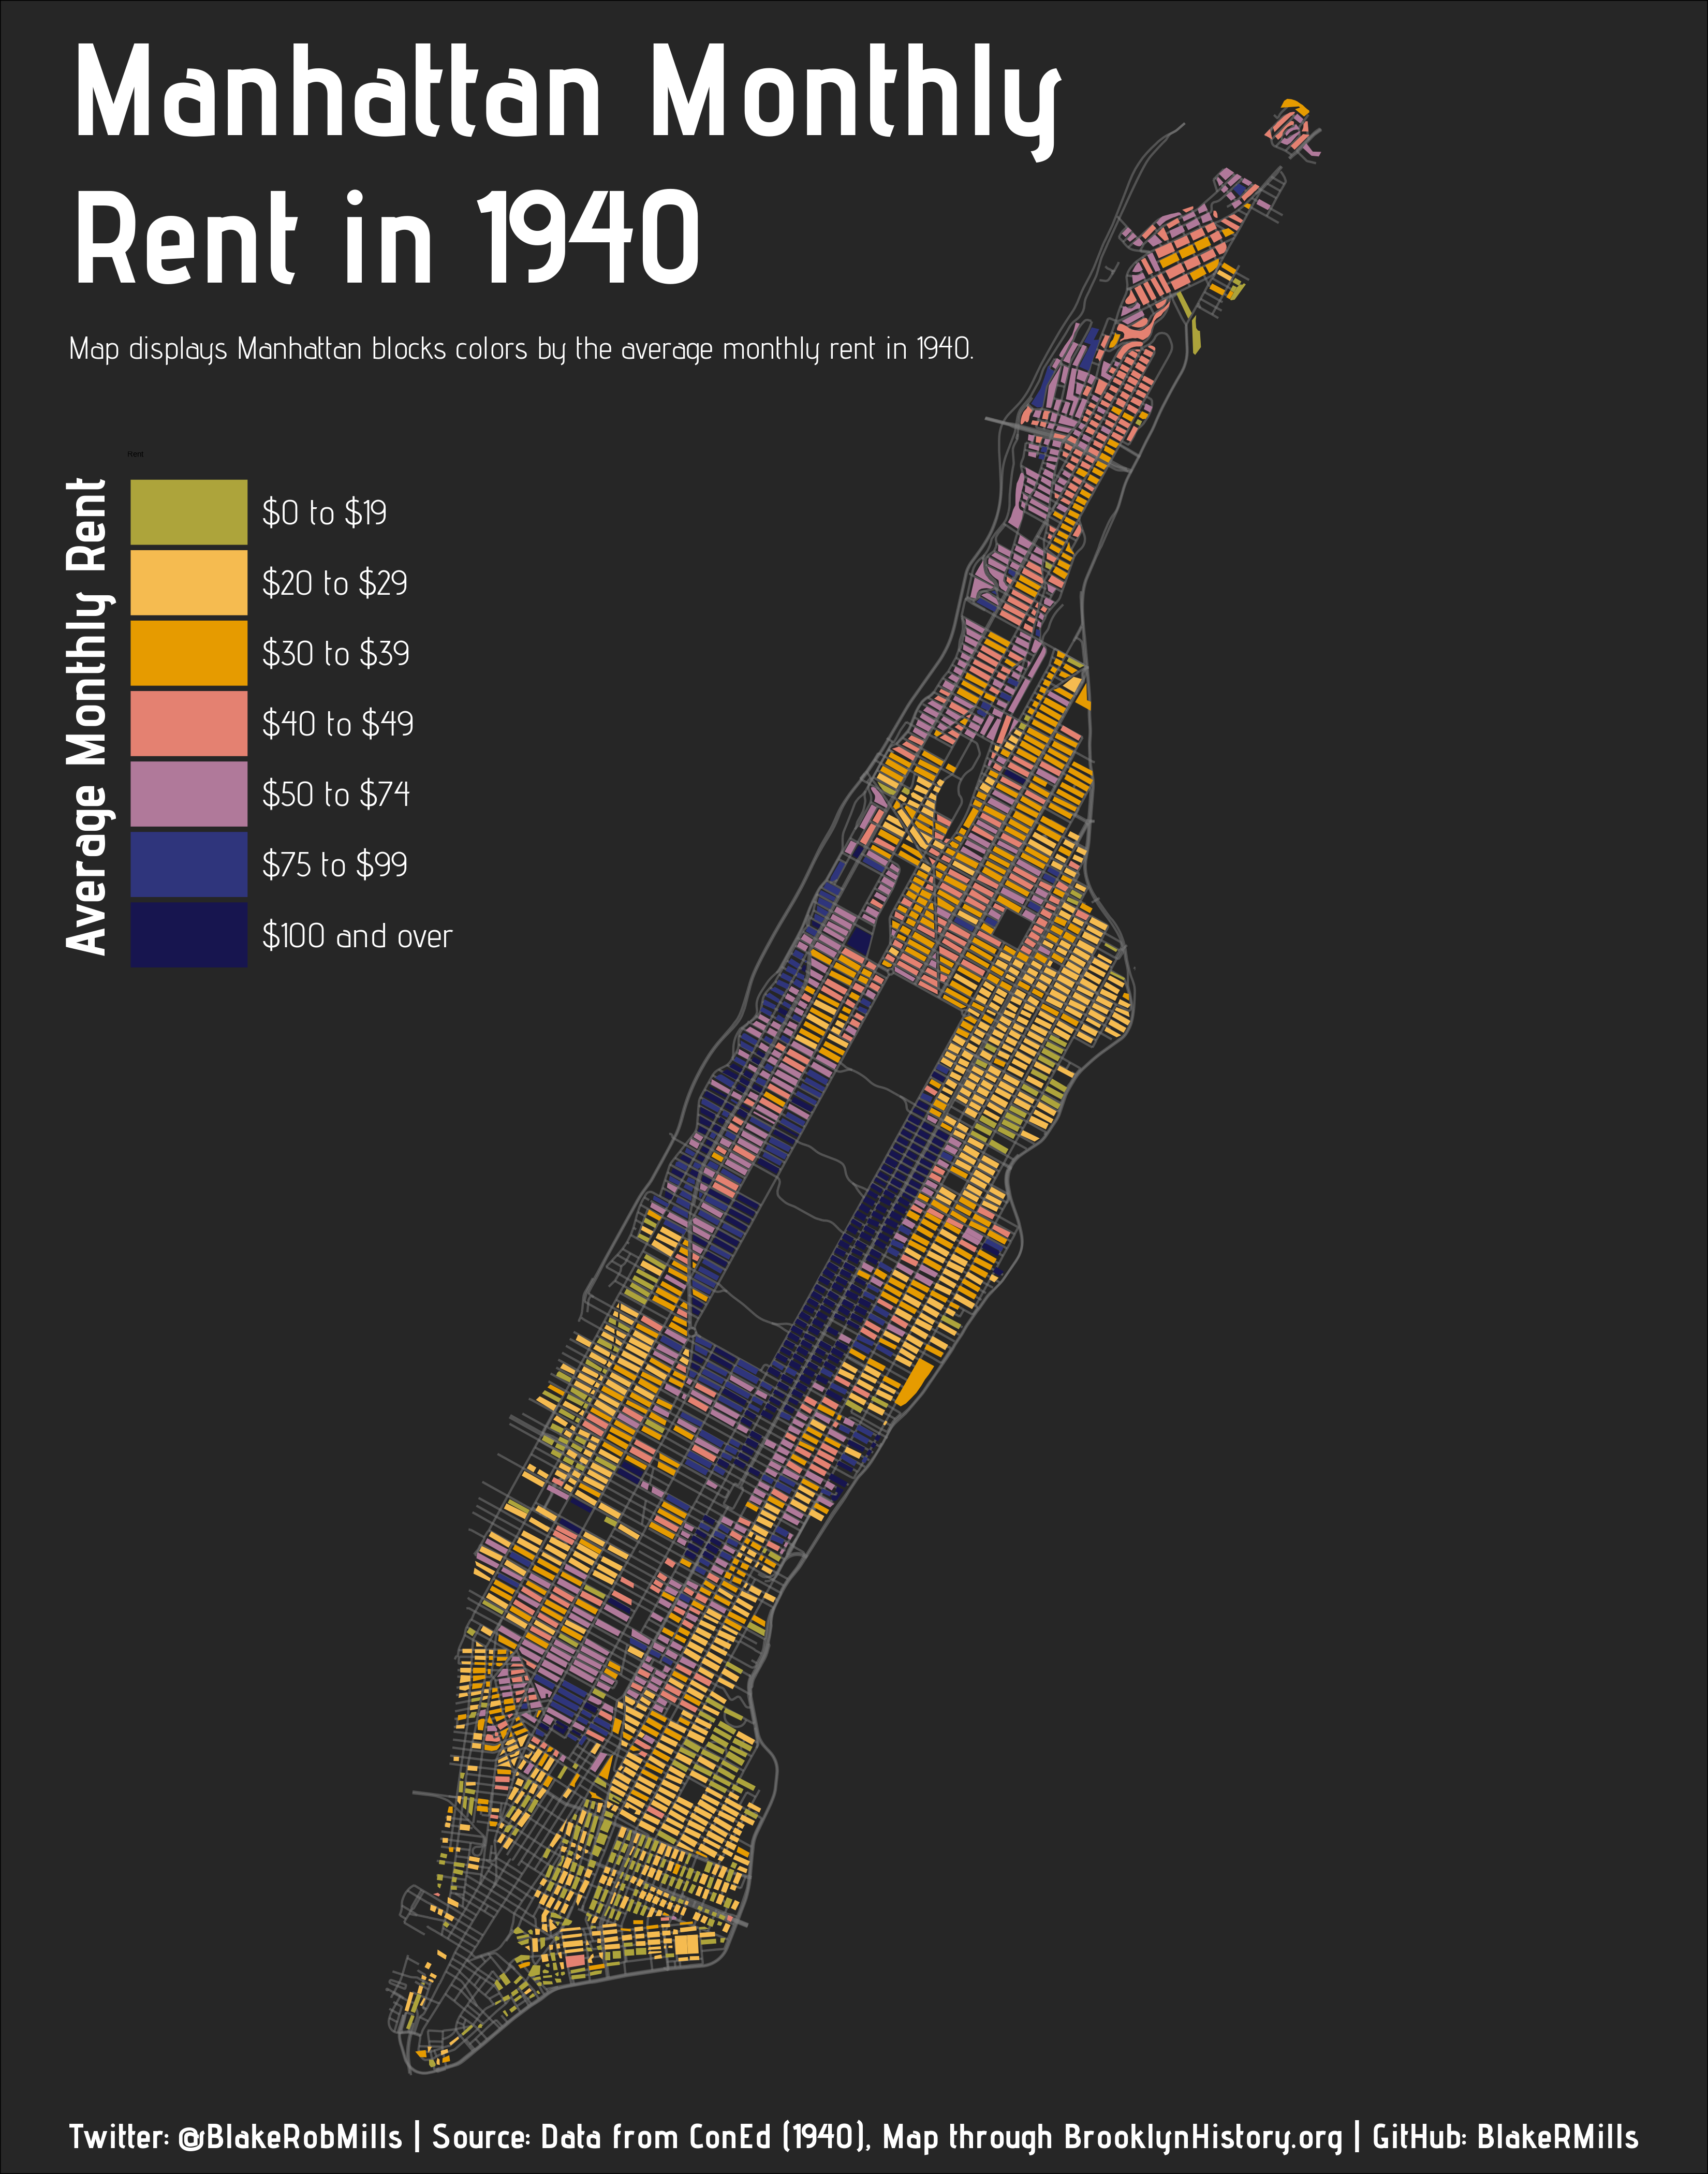 Manhattan Monthly
Rent in 1940
Map displays Manhattan blocks colors by the average monthly rent in 1940.
Rent
Average Monthly Rent
$0 to $19
$20 to $29
$30 to $39
$40 to $49
$50 to $74
$75 to $99
$100 and over
Twitter: @BlakeRobMills | Source: Data from ConEd (1940), Map through BrooklynHistory.org | GitHub: BlakeRMills